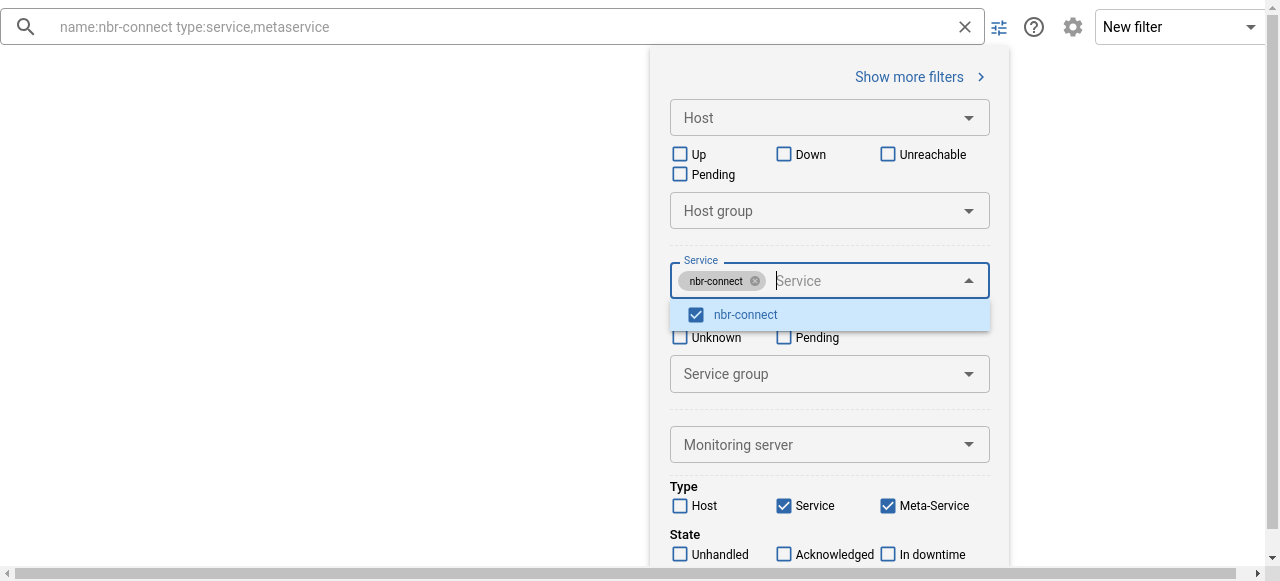 name:nbr-connect type:service,metaservice
New filter
Show more filters
Host
Up Down Unreachable
Pending
Host group
Service
nbr-connect Service
nbr-connect
Unknown Pending
Service group
Monitoring server
Type
Host Service Meta-Service
State
Unhandled Acknowledged In downtime